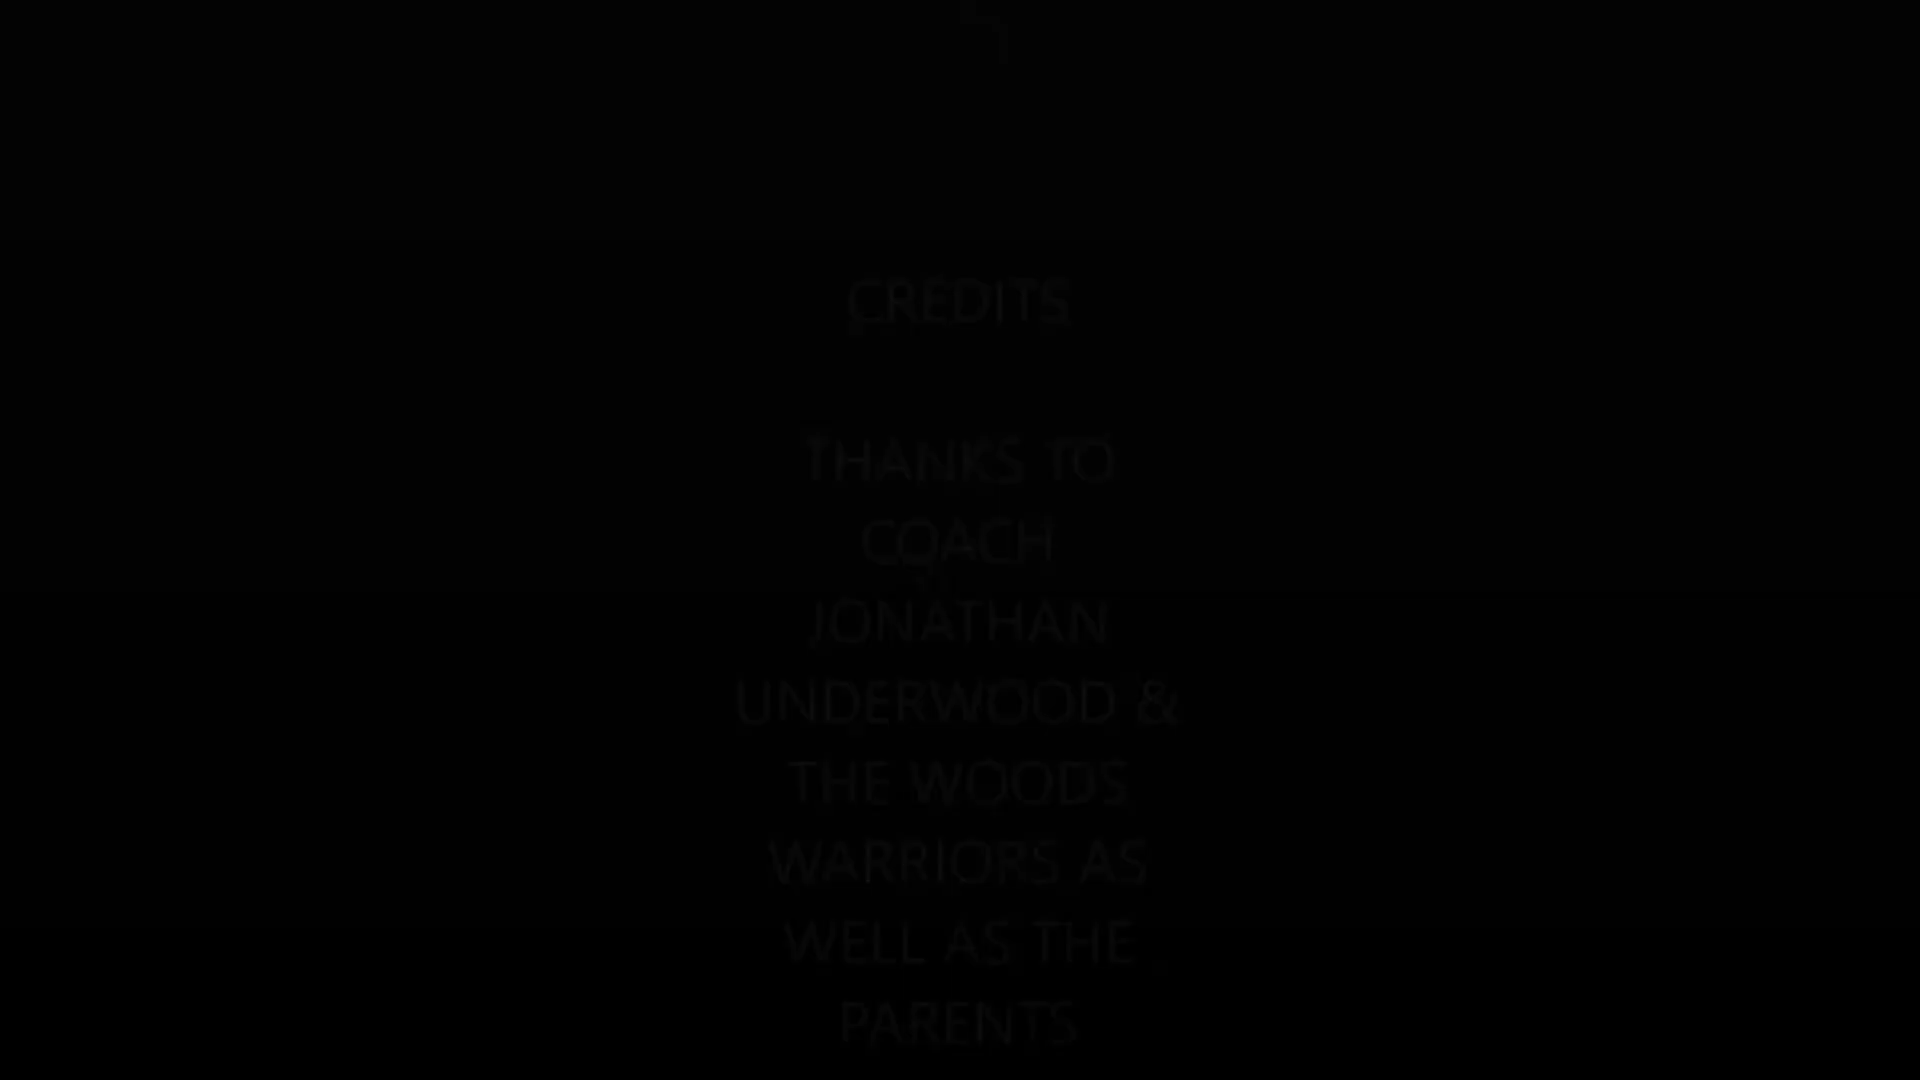 CREDITS
THANKS TO
COACH
JONATHAN
UNDERWOOD &
THE WOODS
WARRIORS AS
WELL AS THE
PARENTS